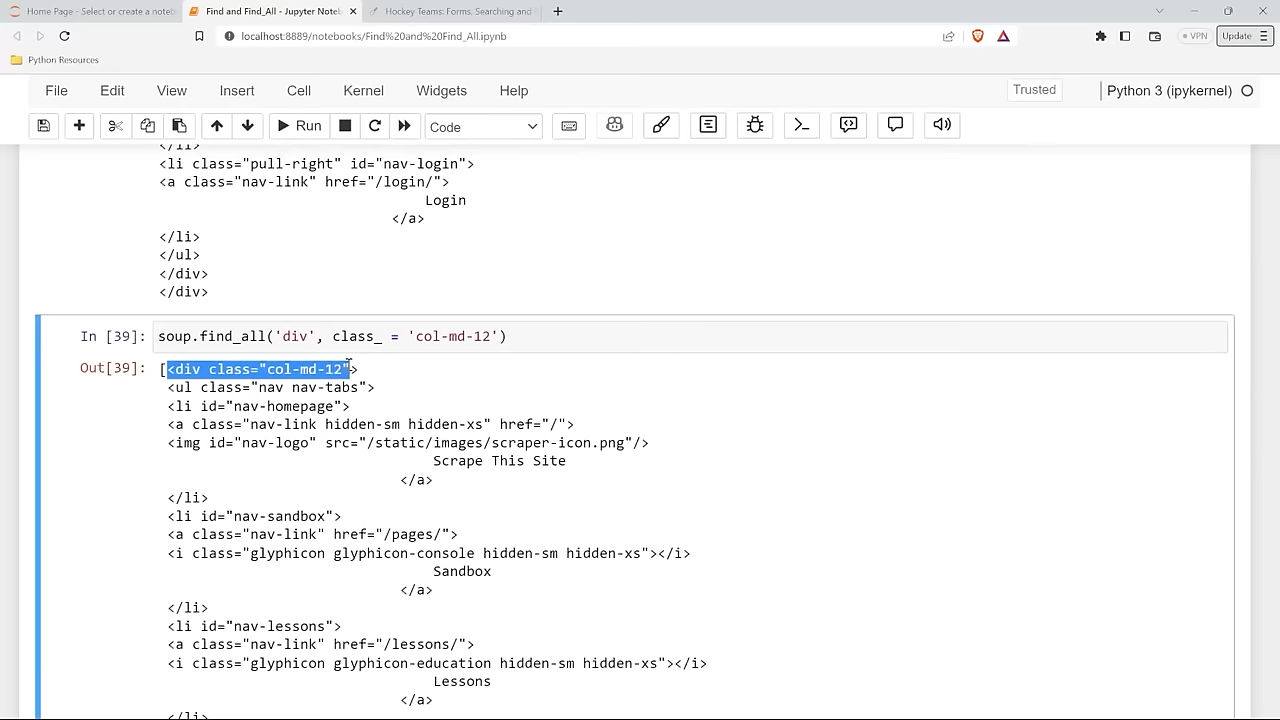 Home Page - Select or create a noteb
Find and Find_All - Jupyter Noteb
Hockey Teams: Forms, Searching and
localhost:8889/notebooks/Find%20and%20Find_All.ipynb
VPN
Update
Python Resources
File Edit View Insert Cell Kernel Widgets Help
Trusted
Python 3 (ipykernel)
Run
Code
</li>
<li class="pull-right" id="nav-login">
<a class="nav-link" href="/login/">
Login
</a>
</li>
</ul>
</div>
</div>
In [39]: soup.find_all('div', class_ = 'col-md-12')
Out[39]: [<div class="col-md-12">
<ul class="nav nav-tabs">
<li id="nav-homepage">
<a class="nav-link hidden-sm hidden-xs" href="/">
<img id="nav-logo" src="/static/images/scraper-icon.png"/>
Scrape This Site
</a>
</li>
<li id="nav-sandbox">
<a class="nav-link" href="/pages/">
<i class="glyphicon glyphicon-console hidden-sm hidden-xs"></i>
Sandbox
</a>
</li>
<li id="nav-lessons">
<a class="nav-link" href="/lessons/">
<i class="glyphicon glyphicon-education hidden-sm hidden-xs"></i>
Lessons
</a>
</li>